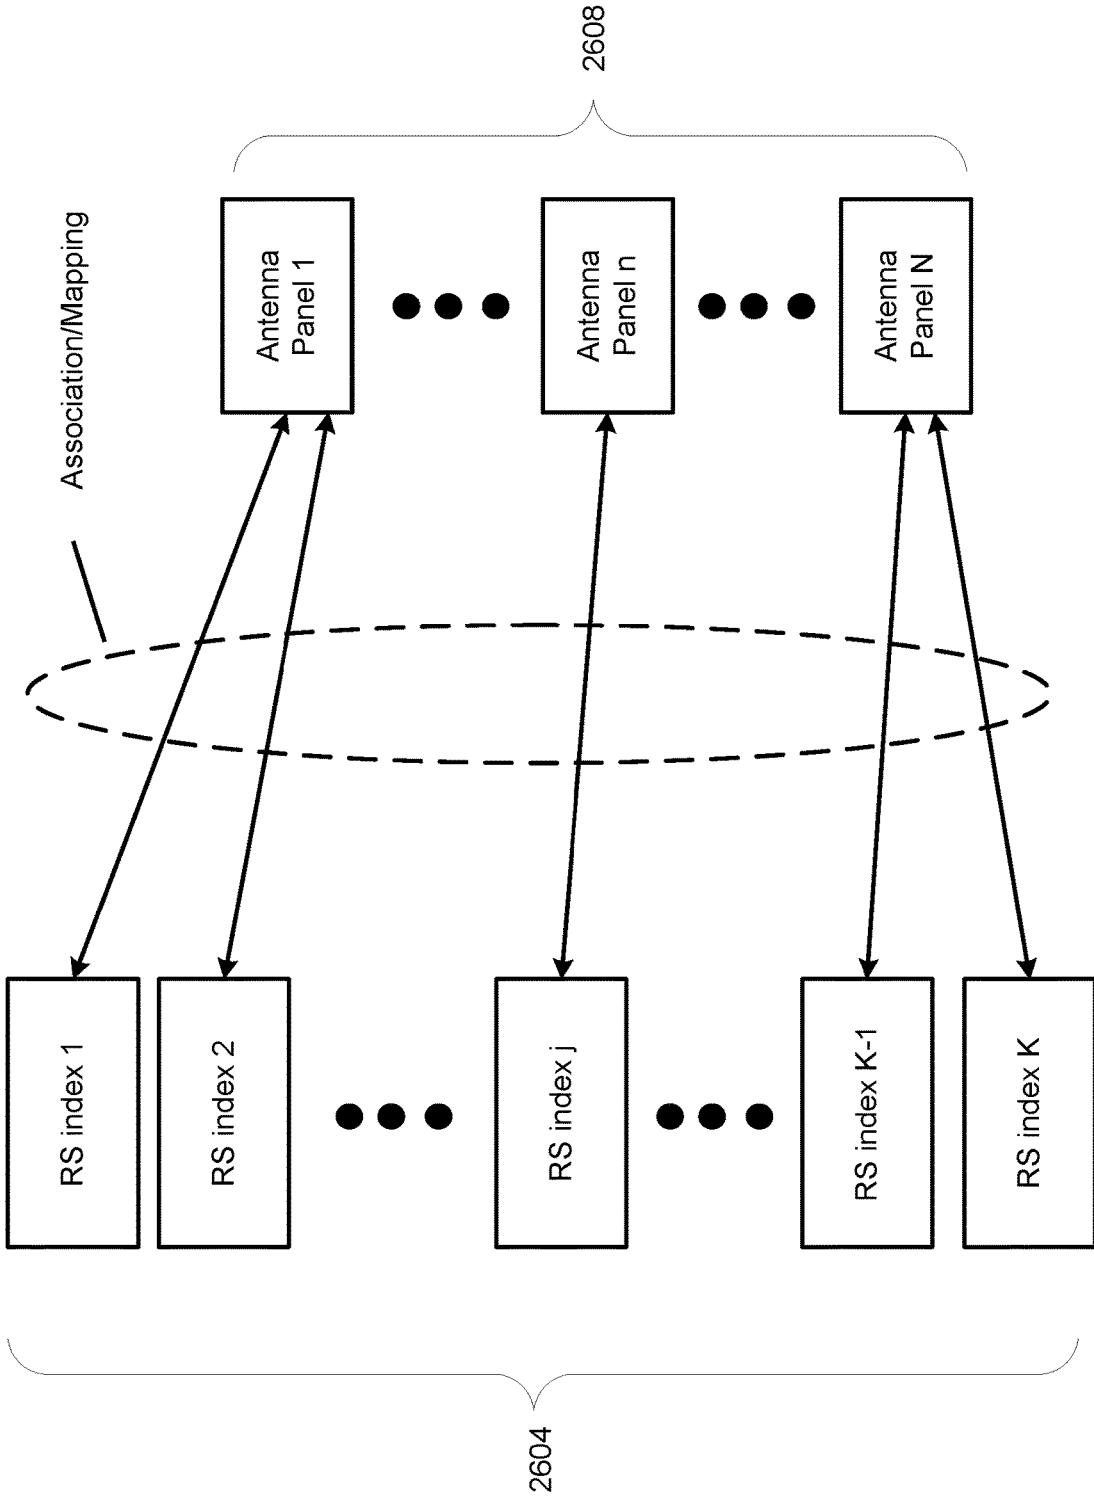 Association/Mapping
2604
RS index 1
RS index 2
RS index j
RS index K-1
RS index K
Antenna
Panel 1
Antenna
Panel n
Antenna
Panel N
2608